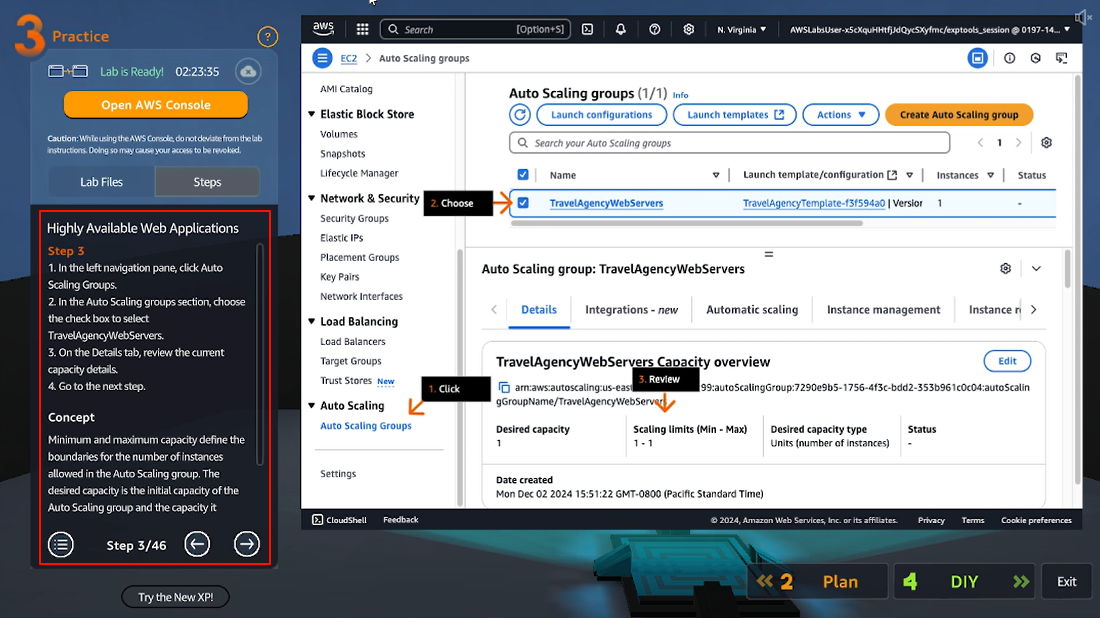 3 Practice
?
Lab is Ready! 02:23:35
Open AWS Console
Caution: While using the AWS Console, do not deviate from the lab
instructions. Doing so may cause your access to be revoked.
Lab Files
Steps
Highly Available Web Applications
Step 3
1. In the left navigation pane, click Auto
Scaling Groups.
2. In the Auto Scaling groups section, choose
the check box to select
TravelAgencyWebServers.
3. On the Details tab, review the current
capacity details.
4. Go to the next step.
Concept
Minimum and maximum capacity define the
boundaries for the number of instances
allowed in the Auto Scaling group. The
desired capacity is the initial capacity of the
Auto Scaling group and the capacity it
Step 3/46
Try the New XP!
aws
Search
[Option+S]
N. Virginia
EC2 > Auto Scaling groups
AMI Catalog
Elastic Block Store
Volumes
Snapshots
Lifecycle Manager
Network & Security
Security Groups
Elastic IPs
Placement Groups
Key Pairs
Network Interfaces
Load Balancing
Load Balancers
Target Groups
Trust Stores New
Auto Scaling
Auto Scaling Groups
Settings
1. Click
2. Choose
3. Review
Auto Scaling groups (1/1) Info
Launch configurations
Launch templates
Actions
Create Auto Scaling group
Search your Auto Scaling groups
1
Name
Launch template/configuration
Instances
Status
TravelAgencyWebServers
TravelAgencyTemplate-f3f594a0 | Version
1
-
Auto Scaling group: TravelAgencyWebServers
Details
Integrations - new
Automatic scaling
Instance management
Instance
TravelAgencyWebServers Capacity overview
Edit
99:autoScalingGroup:7290e9b5-1756-4f3c-bdd2-353b961c0c04:autoScalin
gGroupName/TravelAgencyWebServers
Desired capacity
1
Scaling limits (Min - Max)
1 - 1
Desired capacity type
Units (number of instances)
Status
-
Date created
Mon Dec 02 2024 15:51:22 GMT-0800 (Pacific Standard Time)
CloudShell
Feedback
© 2024, Amazon Web Services, Inc. or its affiliates.
Privacy
Terms
Cookie preferences
2 Plan
4 DIY
Exit